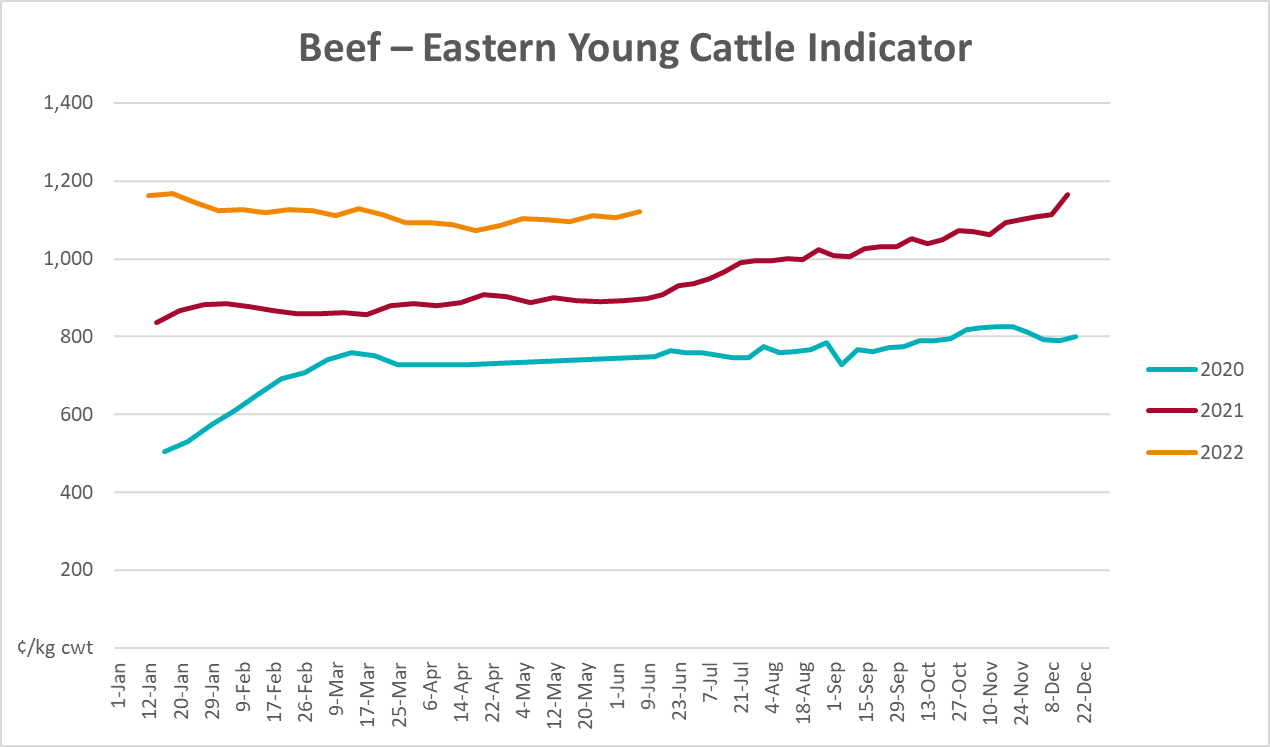 Beef – Eastern Young Cattle Indicator
1,400
1,200
1,000
800
600
400
200
¢/kg cwt
1-Jan
12-Jan
20-Jan
29-Jan
9-Feb
17-Feb
26-Feb
9-Mar
17-Mar
25-Mar
6-Apr
14-Apr
22-Apr
4-May
12-May
20-May
1-Jun
9-Jun
23-Jun
7-Jul
21-Jul
4-Aug
18-Aug
1-Sep
15-Sep
29-Sep
13-Oct
27-Oct
10-Nov
24-Nov
8-Dec
22-Dec
2020
2021
2022